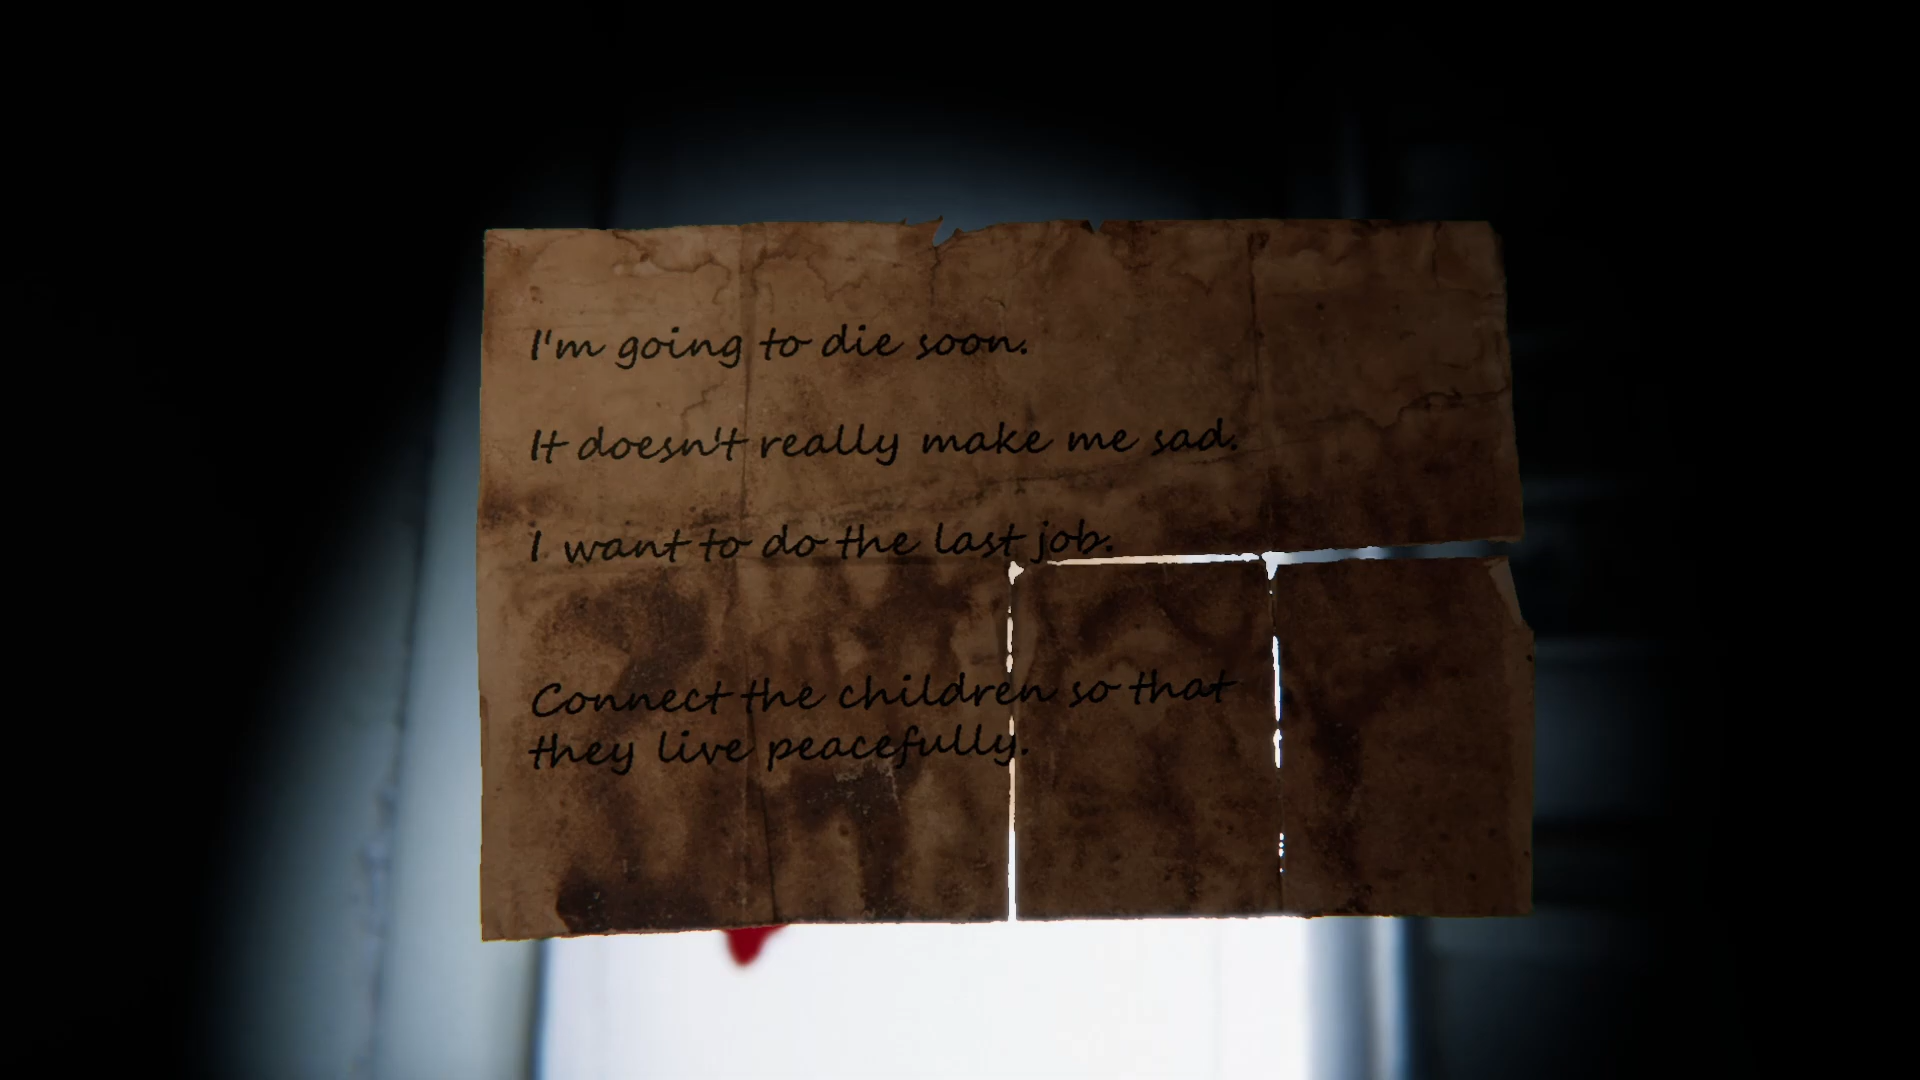 I'm going to die soon.
It doesn't really make me sad.
I want to do the last job.
Connect the children so that
they live peacefully.